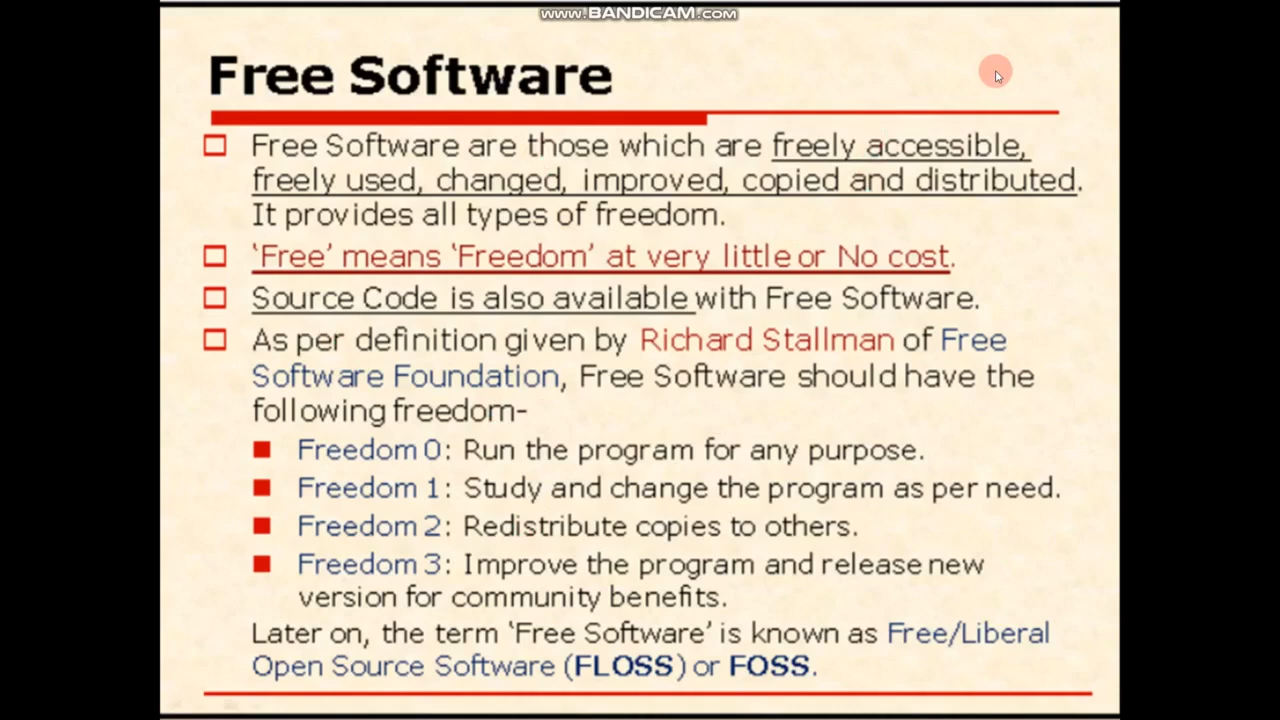 www.BANDICAM.com
Free Software
Free Software are those which are freely accessible,
freely used, changed, improved, copied and distributed.
It provides all types of freedom.
‘Free’ means ‘Freedom’ at very little or No cost.
Source Code is also available with Free Software.
As per definition given by Richard Stallman of Free
Software Foundation, Free Software should have the
following freedom-
Freedom 0: Run the program for any purpose.
Freedom 1: Study and change the program as per need.
Freedom 2: Redistribute copies to others.
Freedom 3: Improve the program and release new
version for community benefits.
Later on, the term ‘Free Software’ is known as Free/Liberal
Open Source Software (FLOSS) or FOSS.